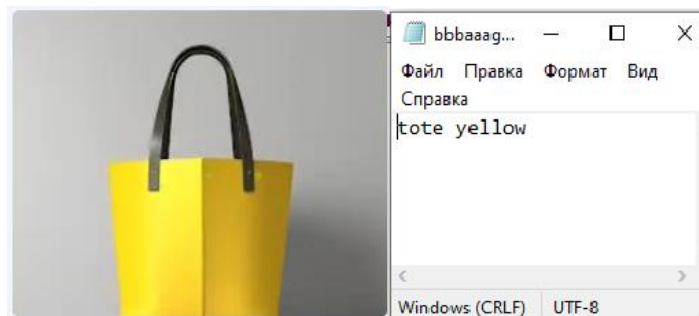 bbbaaag...
Файл Правка Формат Вид
Справка
tote yellow
Windows (CRLF) UTF-8